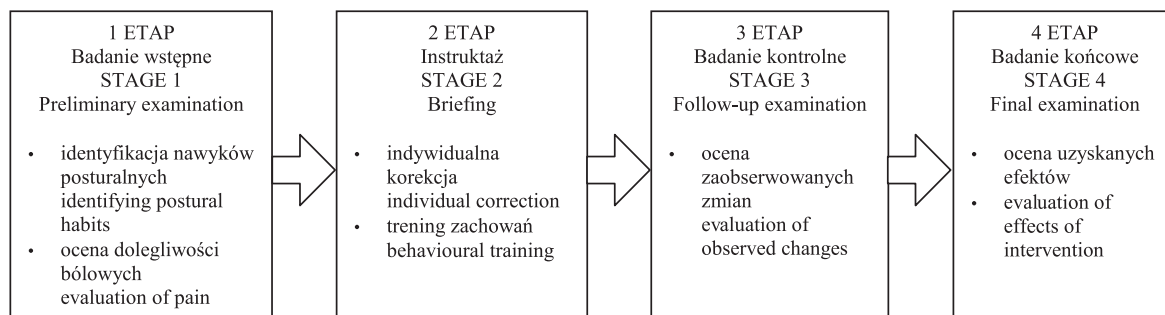 1 ETAP
Badanie wstępne
STAGE 1
Preliminary examination
• identyfikacja nawyków
posturalnych
identifying postural
habits
• ocena dolegliwości
bólowych
evaluation of pain
2 ETAP
Instruktaż
STAGE 2
Briefing
• indywidualna
korekcja
individual correction
• trening zachowań
behavioural training
3 ETAP
Badanie kontrolne
STAGE 3
Follow-up examination
• ocena
zaobserwowanych
zmian
evaluation of
observed changes
4 ETAP
Badanie końcowe
STAGE 4
Final examination
• ocena uzyskanych
efektów
• evaluation of
effects of
intervention